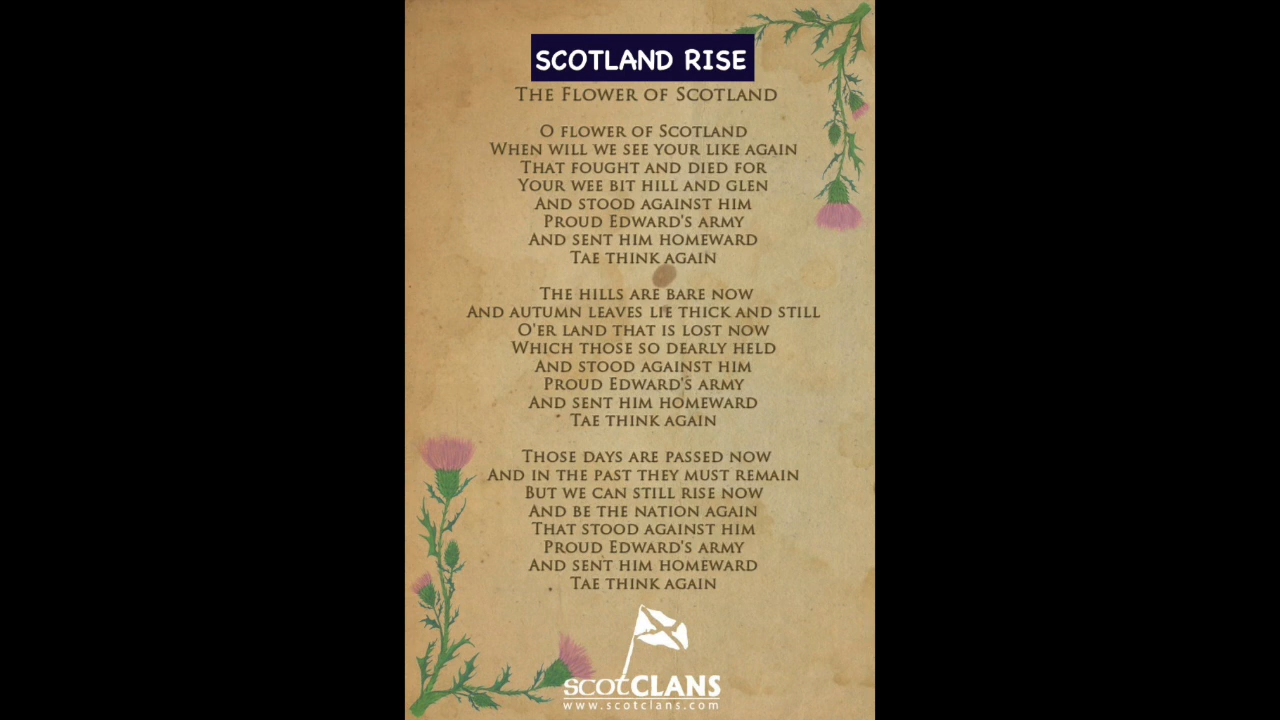 SCOTLAND RISE
The Flower of Scotland
O flower of Scotland
When will we see your like again
That fought and died for
Your wee bit hill and glen
And stood against him
Proud Edward's army
And sent him homeward
Tae think again
The hills are bare now
And autumn leaves lie thick and still
O'er land that is lost now
Which those so dearly held
And stood against him
Proud Edward's army
And sent him homeward
Tae think again
Those days are passed now
And in the past they must remain
But we can still rise now
And be the nation again
That stood against him
Proud Edward's army
And sent him homeward
Tae think again
scotCLANS
www.scotclans.com